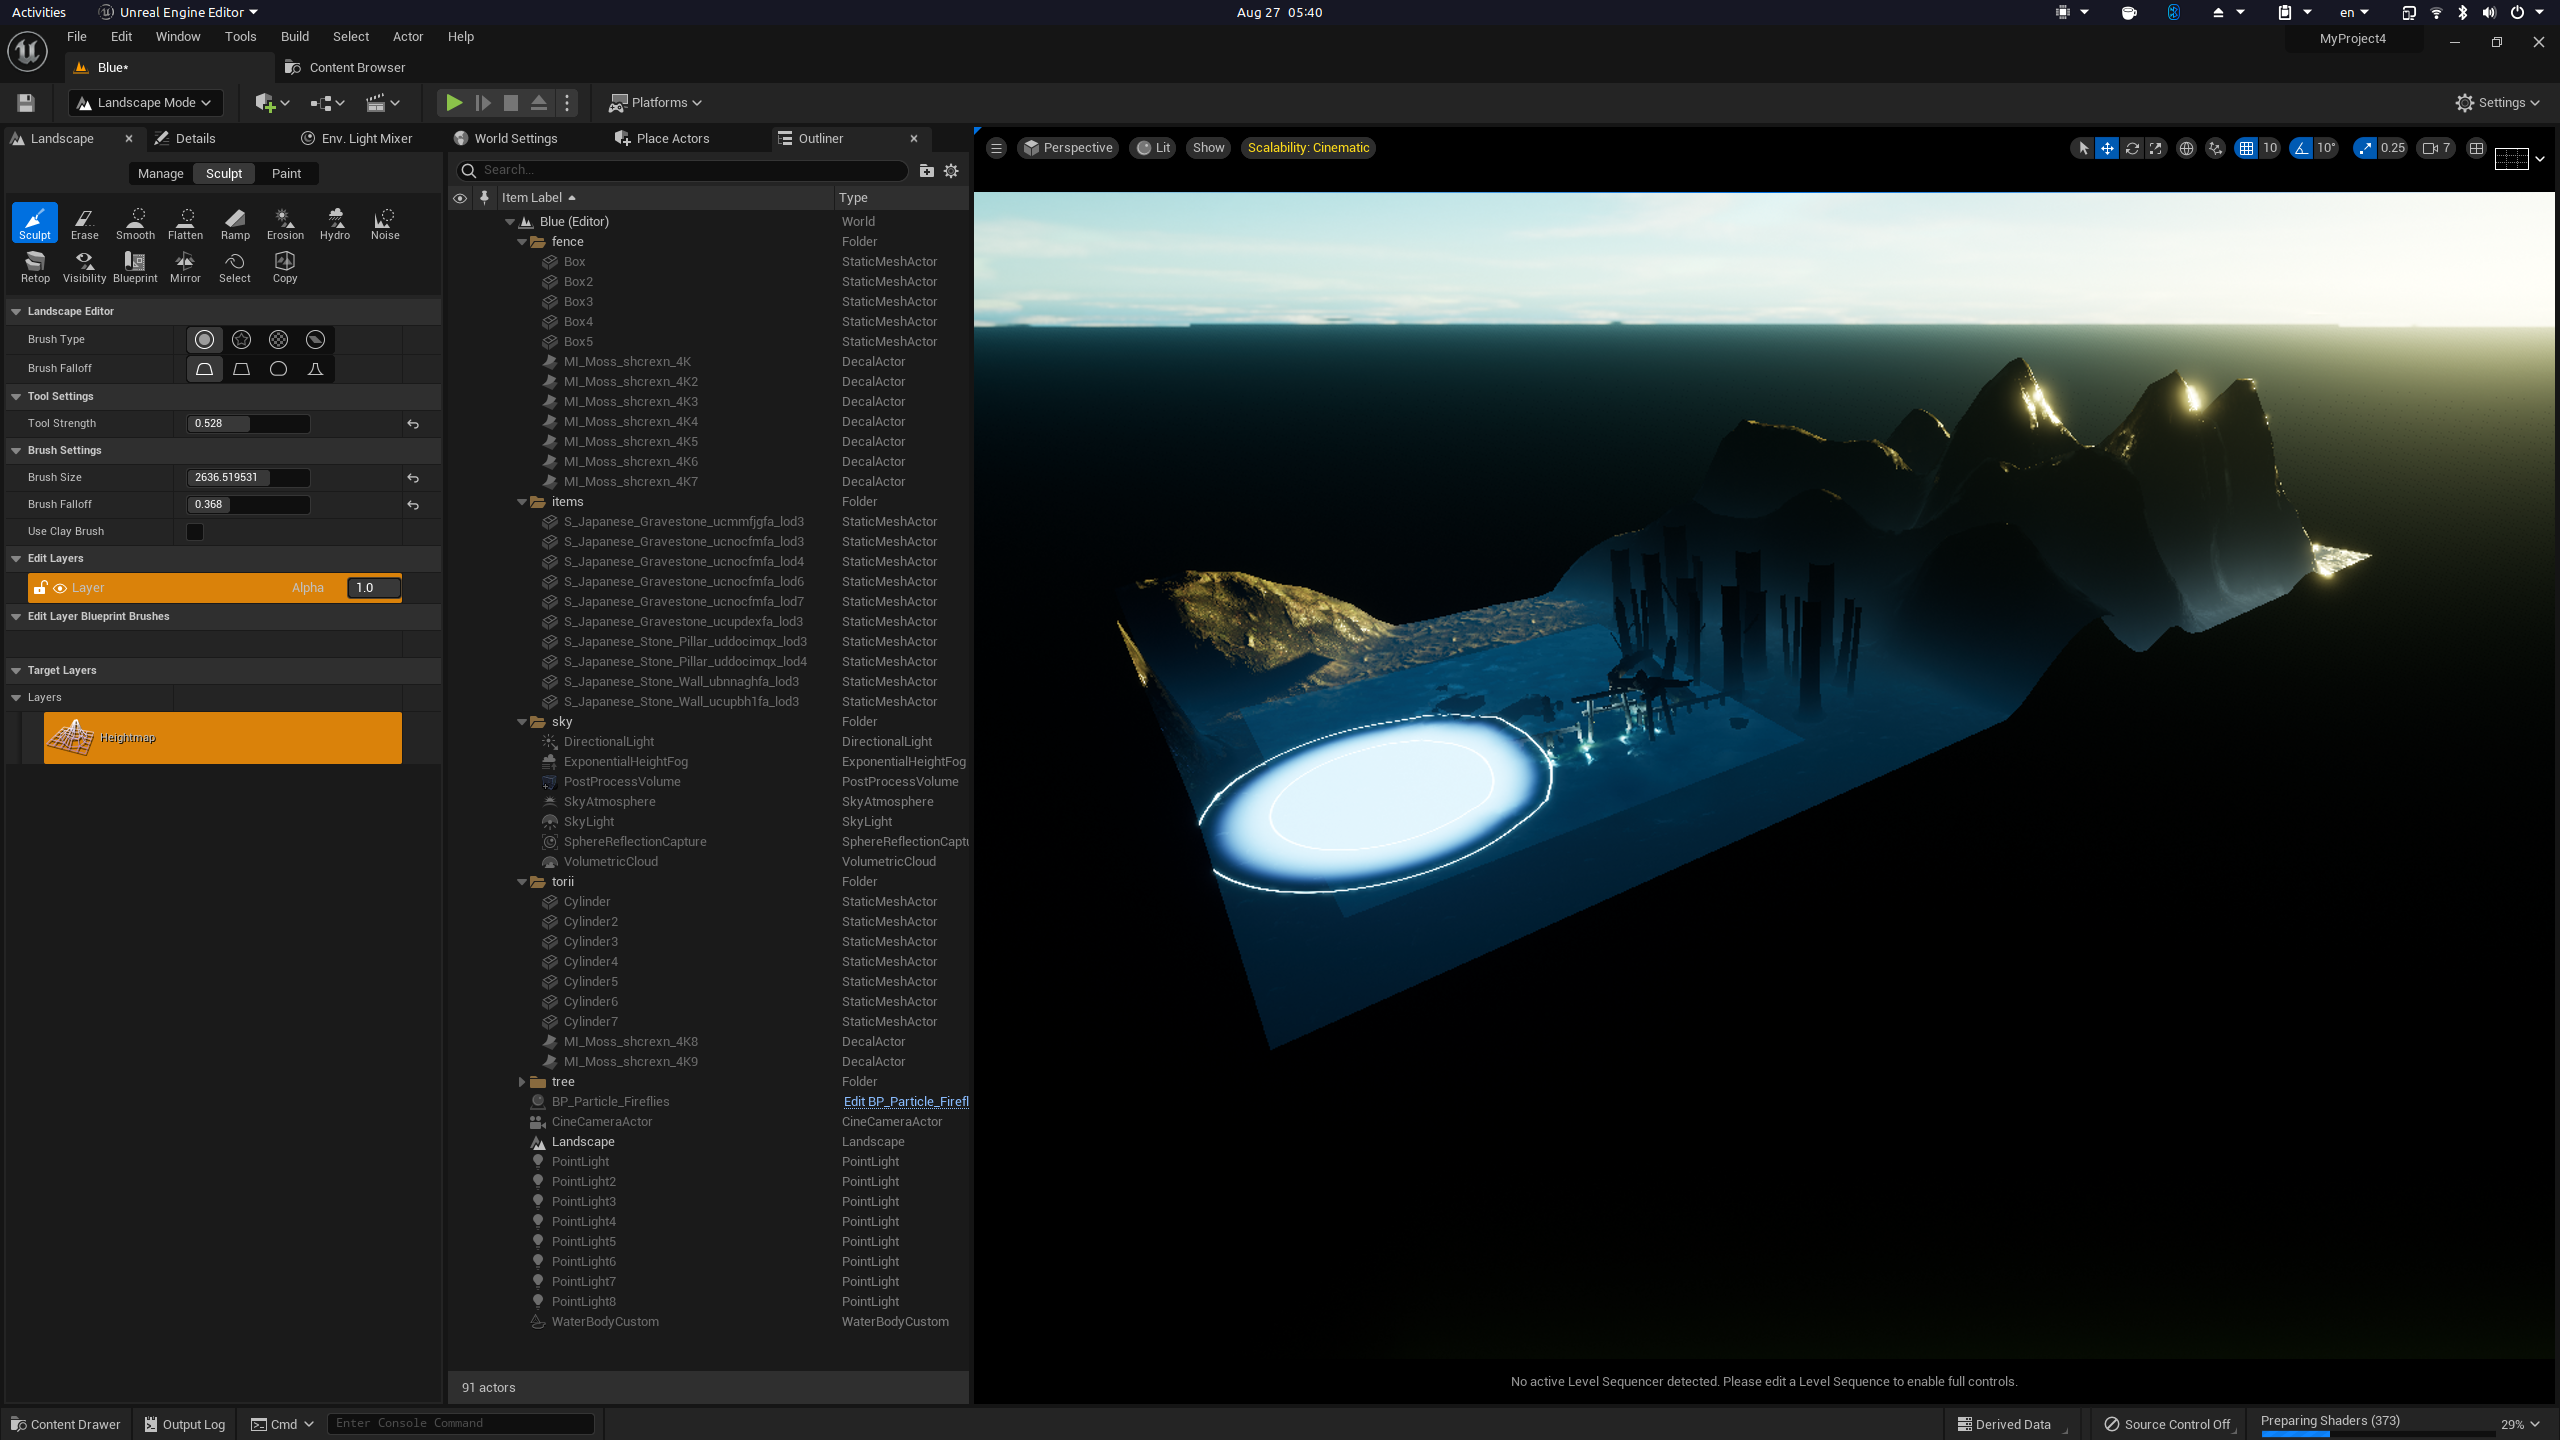 Activities
Unreal Engine Editor
Aug 27 05:40
en
File Edit Window Tools Build Select Actor Help
MyProject4
Blue*
Content Browser
Landscape Mode
Platforms
Settings
Landscape
Details
Env. Light Mixer
World Settings
Place Actors
Outliner
Manage Sculpt Paint
Sculpt Erase Smooth Flatten Ramp Erosion Hydro Noise
Retop Visibility Blueprint Mirror Select Copy
Landscape Editor
Brush Type
Brush Falloff
Tool Settings
Tool Strength 0.528
Brush Settings
Brush Size 2636.519531
Brush Falloff 0.368
Use Clay Brush
Edit Layers
Layer Alpha 1.0
Edit Layer Blueprint Brushes
Target Layers
Layers
Heightmap
Search...
Item Label Type
Blue (Editor) World
fence Folder
Box StaticMeshActor
Box2 StaticMeshActor
Box3 StaticMeshActor
Box4 StaticMeshActor
Box5 StaticMeshActor
MI_Moss_shcrexn_4K DecalActor
MI_Moss_shcrexn_4K2 DecalActor
MI_Moss_shcrexn_4K3 DecalActor
MI_Moss_shcrexn_4K4 DecalActor
MI_Moss_shcrexn_4K5 DecalActor
MI_Moss_shcrexn_4K6 DecalActor
MI_Moss_shcrexn_4K7 DecalActor
items Folder
S_Japanese_Gravestone_ucmmfjgfa_lod3 StaticMeshActor
S_Japanese_Gravestone_ucnocfmfa_lod3 StaticMeshActor
S_Japanese_Gravestone_ucnocfmfa_lod4 StaticMeshActor
S_Japanese_Gravestone_ucnocfmfa_lod6 StaticMeshActor
S_Japanese_Gravestone_ucnocfmfa_lod7 StaticMeshActor
S_Japanese_Gravestone_ucupdexfa_lod3 StaticMeshActor
S_Japanese_Stone_Pillar_uddocimqx_lod3 StaticMeshActor
S_Japanese_Stone_Pillar_uddocimqx_lod4 StaticMeshActor
S_Japanese_Stone_Wall_ubnnaghfa_lod3 StaticMeshActor
S_Japanese_Stone_Wall_ucupbh1fa_lod3 StaticMeshActor
sky Folder
DirectionalLight DirectionalLight
ExponentialHeightFog ExponentialHeightFog
PostProcessVolume PostProcessVolume
SkyAtmosphere SkyAtmosphere
SkyLight SkyLight
SphereReflectionCapture SphereReflectionCaptu
VolumetricCloud VolumetricCloud
torii Folder
Cylinder StaticMeshActor
Cylinder2 StaticMeshActor
Cylinder3 StaticMeshActor
Cylinder4 StaticMeshActor
Cylinder5 StaticMeshActor
Cylinder6 StaticMeshActor
Cylinder7 StaticMeshActor
MI_Moss_shcrexn_4K8 DecalActor
MI_Moss_shcrexn_4K9 DecalActor
tree Folder
BP_Particle_Fireflies Edit BP_Particle_Firefl
CineCameraActor CineCameraActor
Landscape Landscape
PointLight PointLight
PointLight2 PointLight
PointLight3 PointLight
PointLight4 PointLight
PointLight5 PointLight
PointLight6 PointLight
PointLight7 PointLight
PointLight8 PointLight
WaterBodyCustom WaterBodyCustom
91 actors
Perspective Lit Show Scalability: Cinematic
10 10° 0.25 7
No active Level Sequencer detected. Please edit a Level Sequence to enable full controls.
Content Drawer
Output Log
Cmd
Enter Console Command
Derived Data
Source Control Off
Preparing Shaders (373)
29%